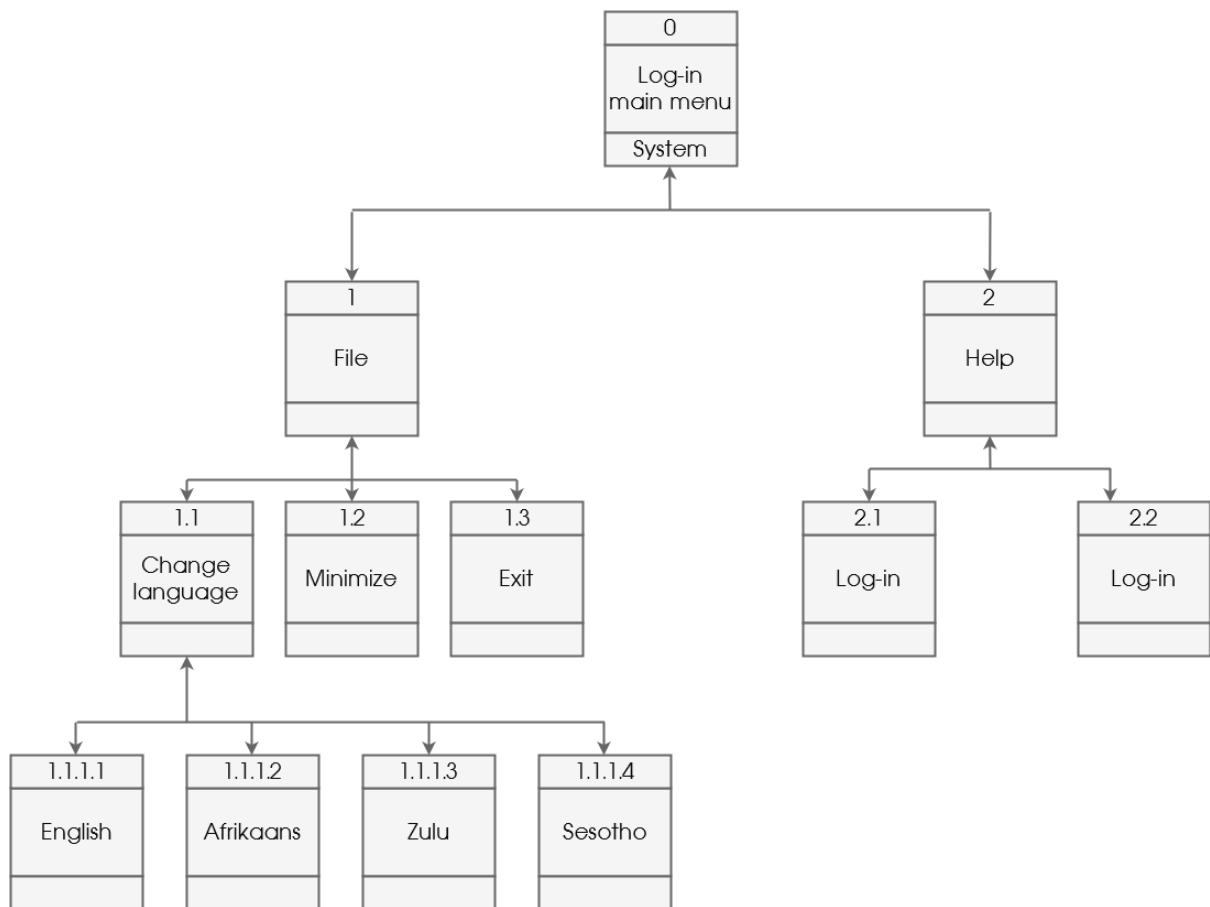 0
Log-in
main menu
System
1
File
2
Help
1.1
Change
language
1.2
Minimize
1.3
Exit
2.1
Log-in
2.2
Log-in
1.1.1.1
English
1.1.1.2
Afrikaans
1.1.1.3
Zulu
1.1.1.4
Sesotho